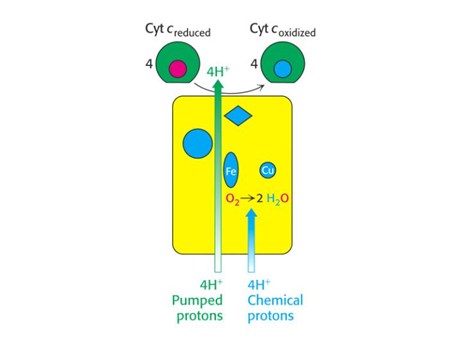 Cyt c reduced
Cyt c oxidized
4
4H⁺
4
Fe
Cu
O₂→2 H₂O
4H⁺
Pumped
protons
4H⁺
Chemical
protons